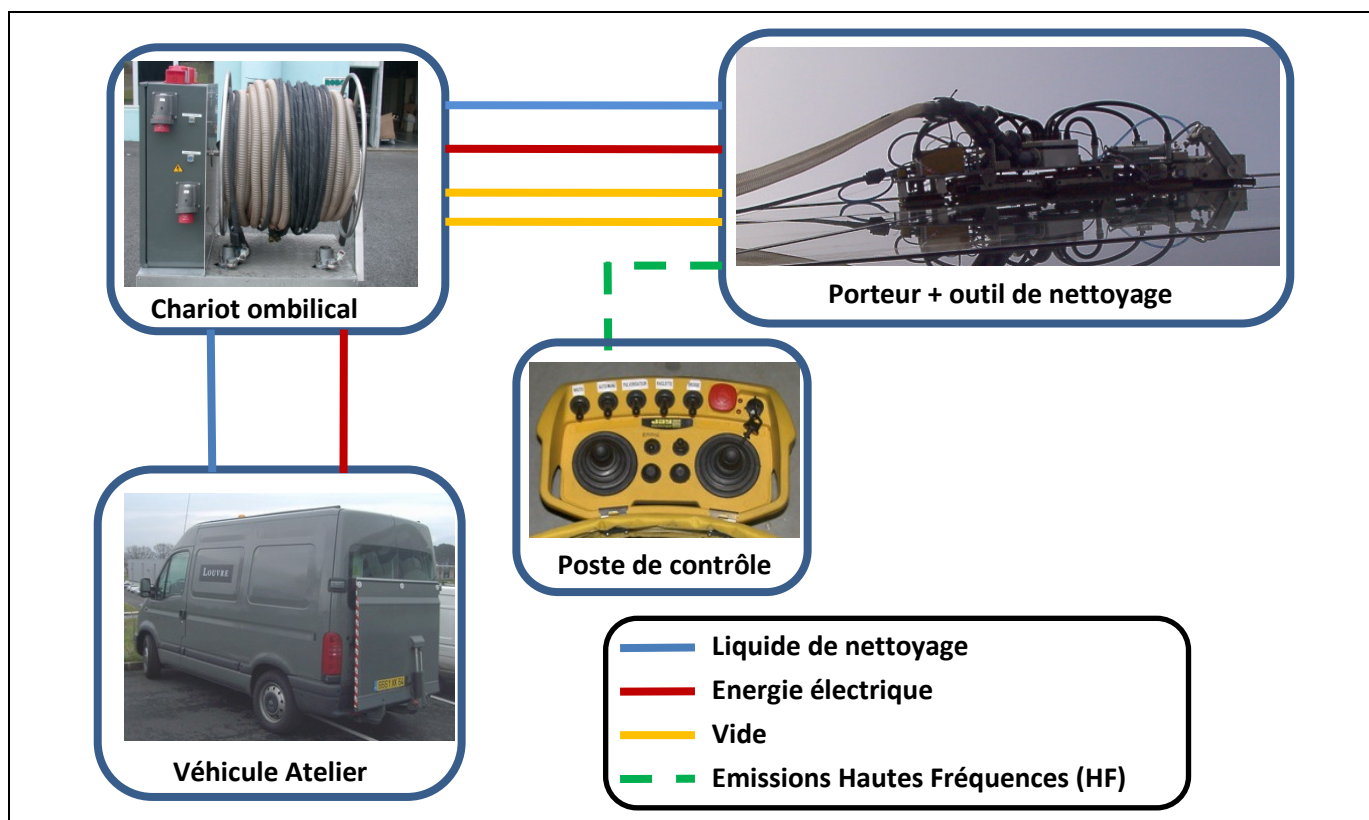 Chariot ombilical
Porteur + outil de nettoyage
Poste de contrôle
LOUVRE
Véhicule Atelier
Liquide de nettoyage
Energie électrique
Vide
Emissions Hautes Fréquences (HF)